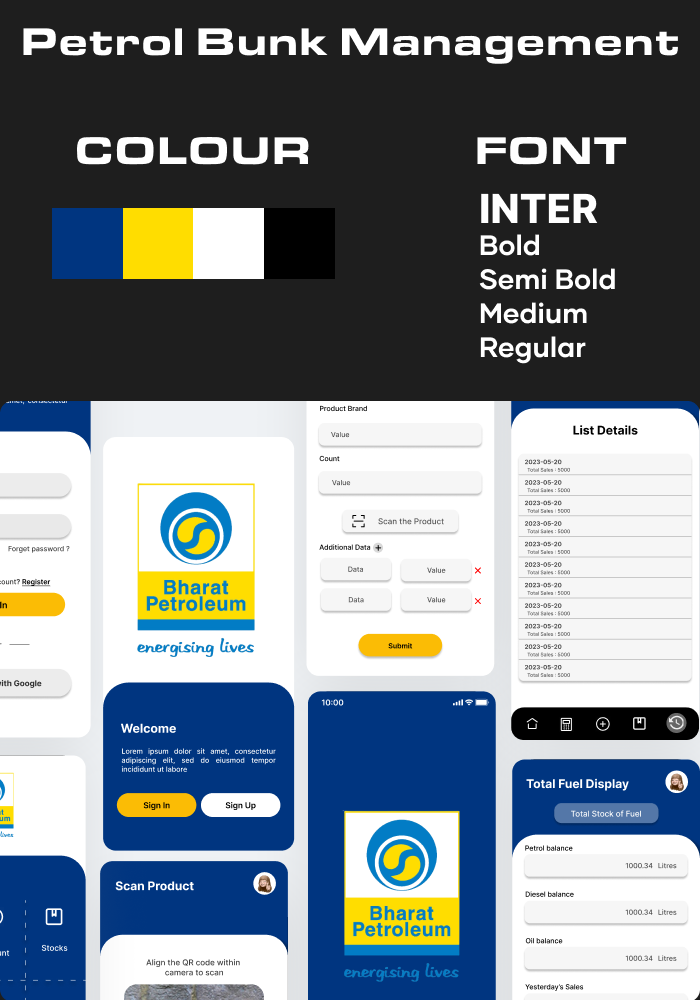 Petrol Bunk Management
COLOUR
FONT
INTER
Bold
Semi Bold
Medium
Regular
Forget password ?
count? Register
In
with Google
Bharat
Petroleum
energising lives
Welcome
Lorem ipsum dolor sit amet, consectetur
adipiscing elit, sed do eiusmod tempor
incididunt ut labore
Sign In
Sign Up
Scan Product
Align the QR code within
camera to scan
Stocks
Product Brand
Value
Count
Value
Scan the Product
Additional Data
Data
Value
Data
Value
Submit
10:00
Bharat
Petroleum
energising lives
List Details
2023-05-20
Total Sales : 5000
2023-05-20
Total Sales : 5000
2023-05-20
Total Sales : 5000
2023-05-20
Total Sales : 5000
2023-05-20
Total Sales : 5000
2023-05-20
Total Sales : 5000
2023-05-20
Total Sales : 5000
2023-05-20
Total Sales : 5000
2023-05-20
Total Sales : 5000
2023-05-20
Total Sales : 5000
2023-05-20
Total Sales : 5000
Total Fuel Display
Total Stock of Fuel
Petrol balance
1000.34 Litres
Diesel balance
1000.34 Litres
Oil balance
1000.34 Litres
Yesterday's Sales